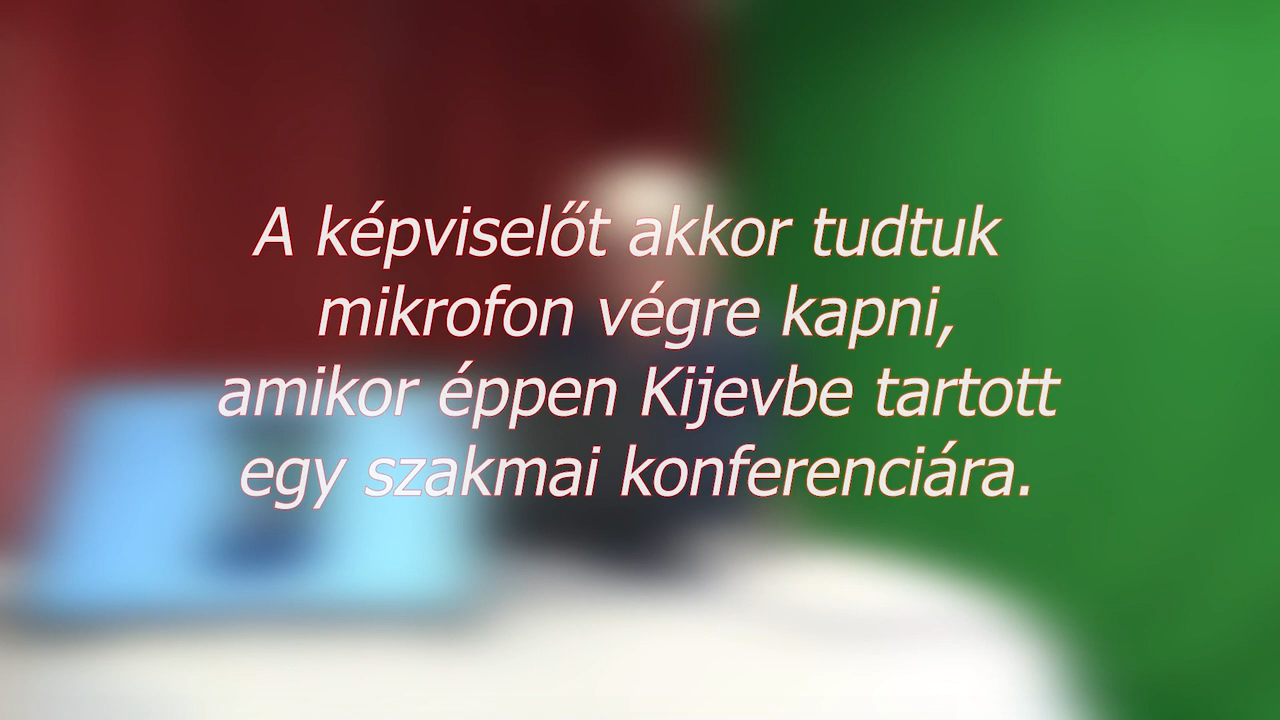 A képviselőt akkor tudtuk
mikrofon végre kapni,
amikor éppen Kijevbe tartott
egy szakmai konferenciára.